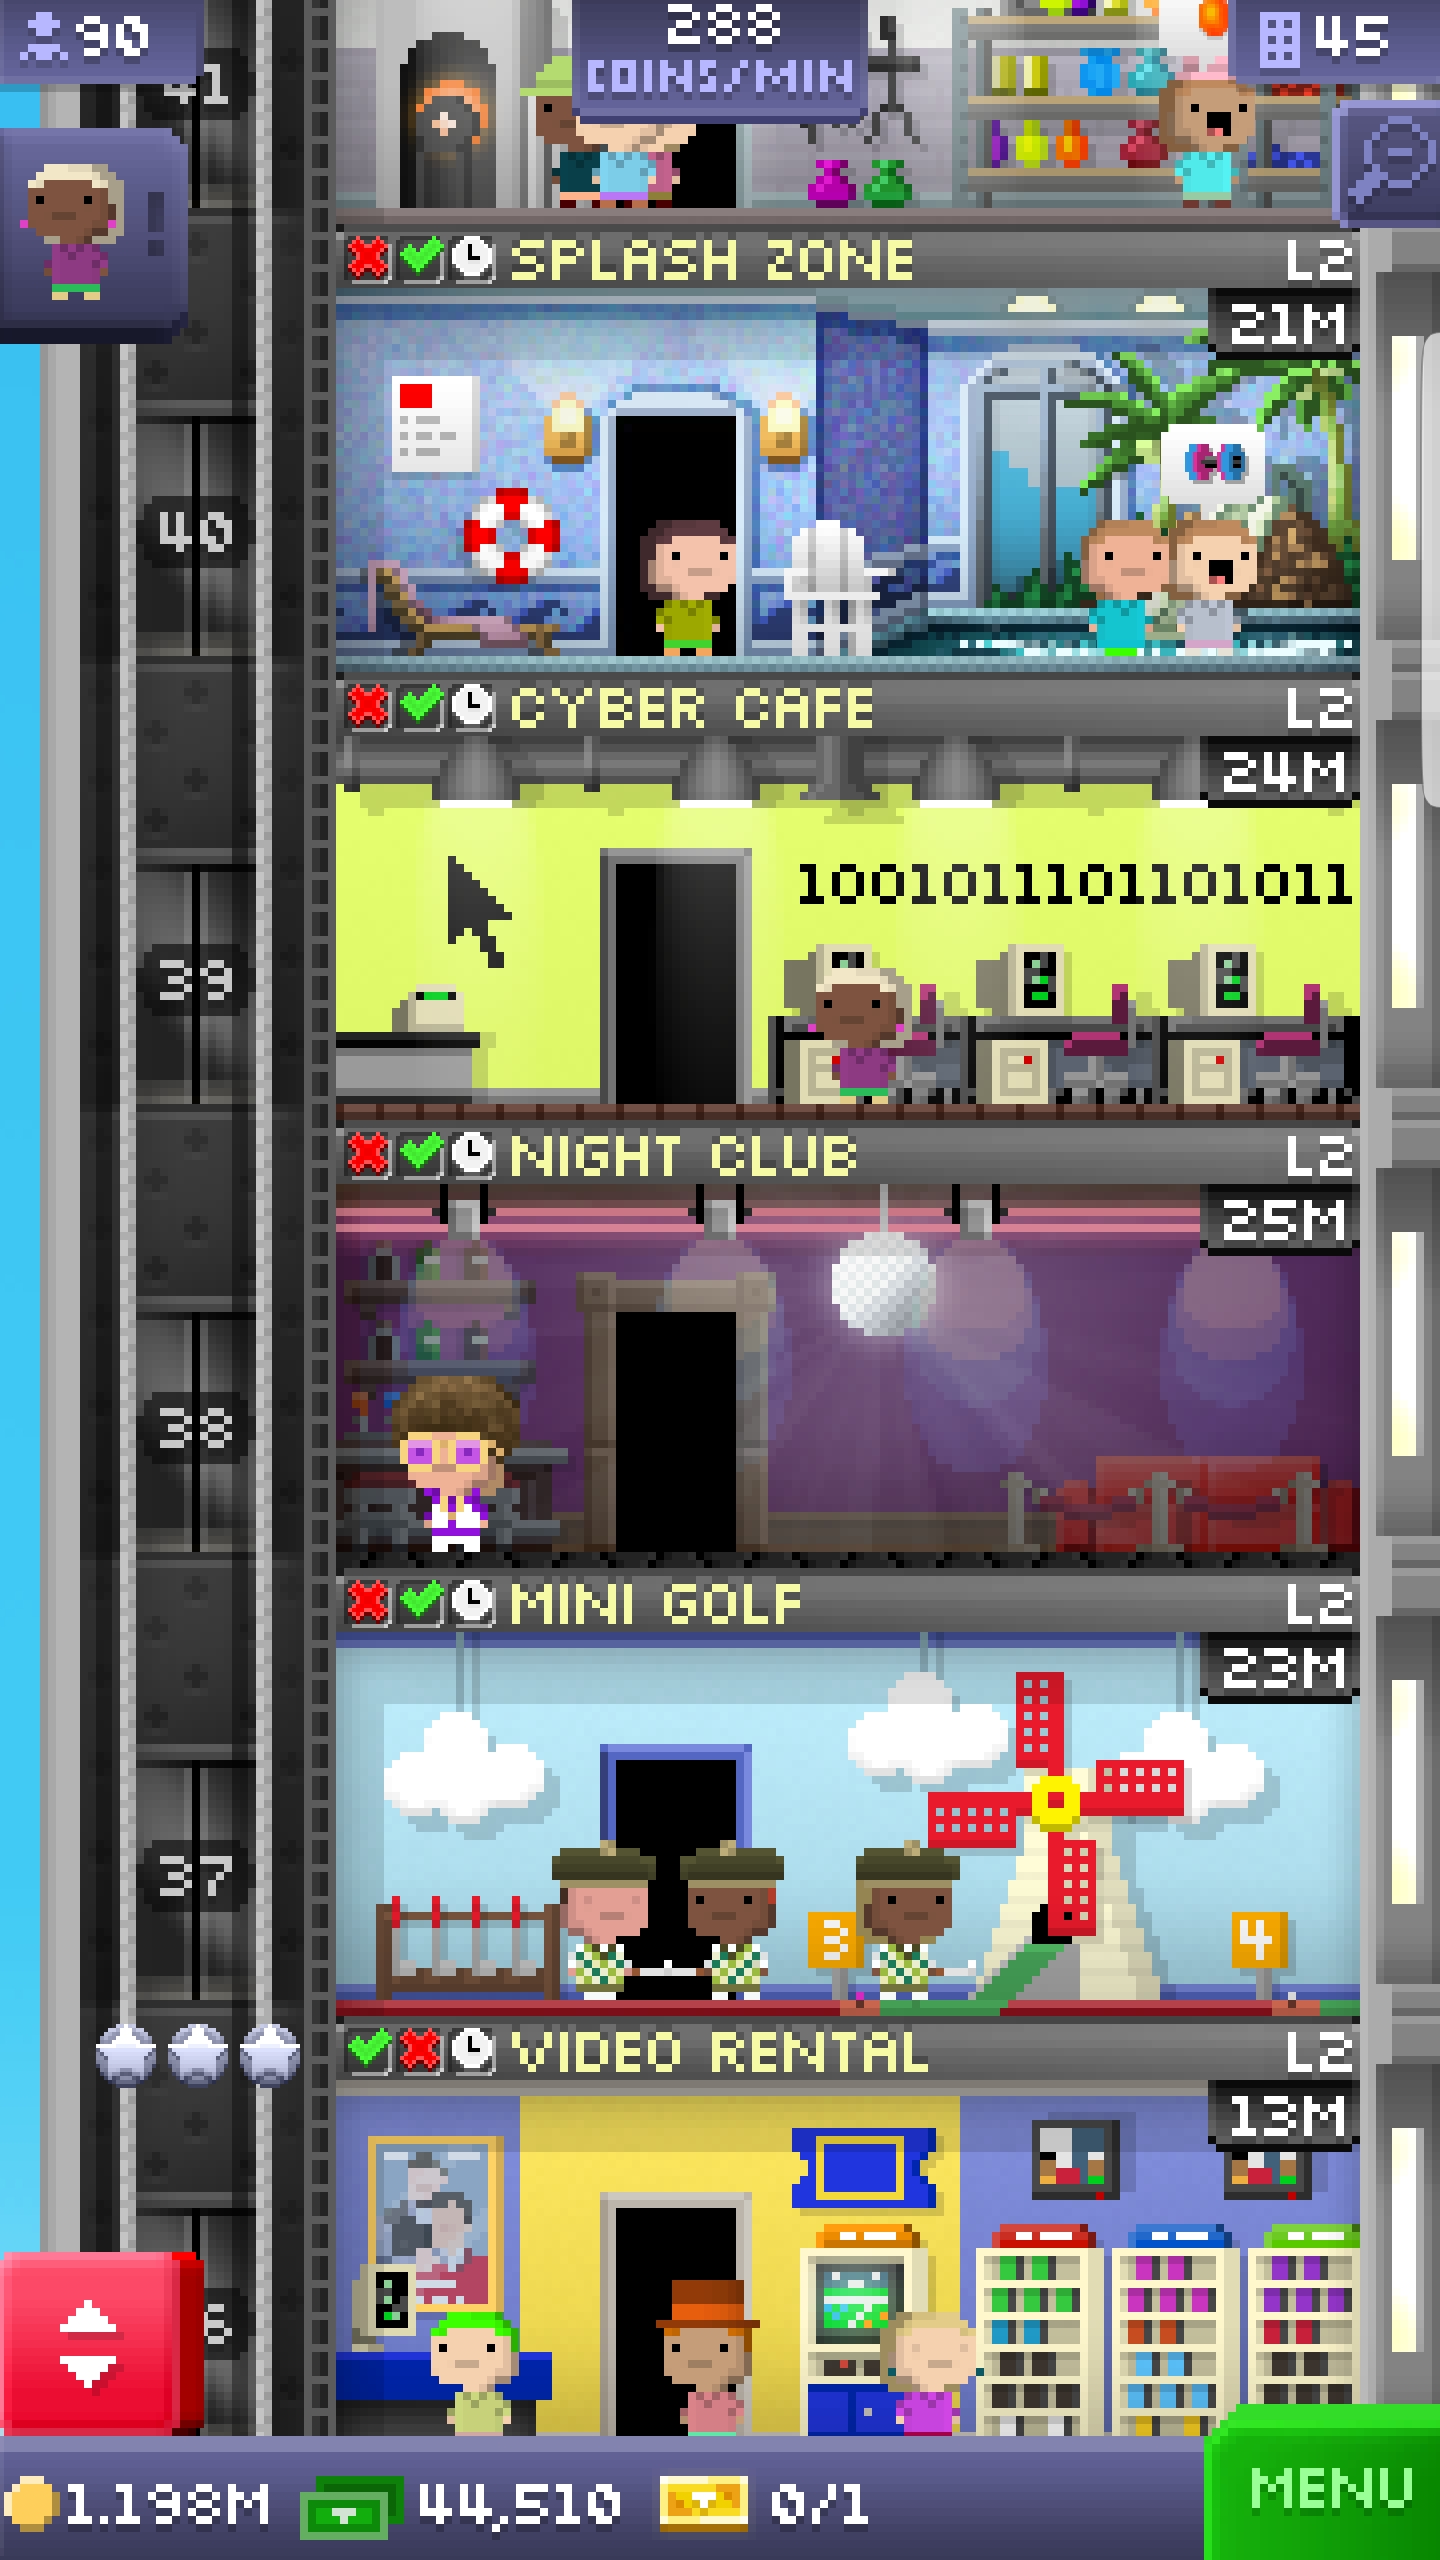 90
288
COINS/MIN
45
41
SPLASH ZONE L2
21M
40
CYBER CAFE L2
24M
1001011101101011
39
NIGHT CLUB L2
25M
38
MINI GOLF L2
23M
37
3
4
VIDEO RENTAL L2
13M
1.198M 44,510 0/1
MENU